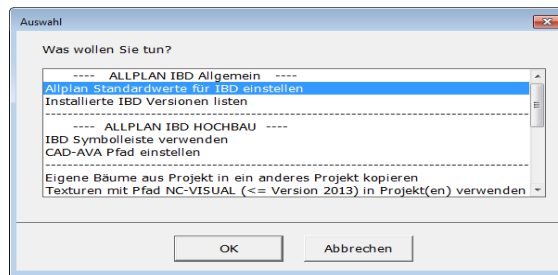 Auswahl
Was wollen Sie tun?
---- ALLPLAN IBD Allgemein ----
Allplan Standardwerte für IBD einstellen
Installierte IBD Versionen listen
---- ALLPLAN IBD HOCHBAU ----
IBD Symbolleiste verwenden
CAD-AVA Pfad einstellen
Eigene Bäume aus Projekt in ein anderes Projekt kopieren
Texturen mit Pfad NC-VISUAL (<= Version 2013) in Projekt(en) verwenden
OK
Abbrechen